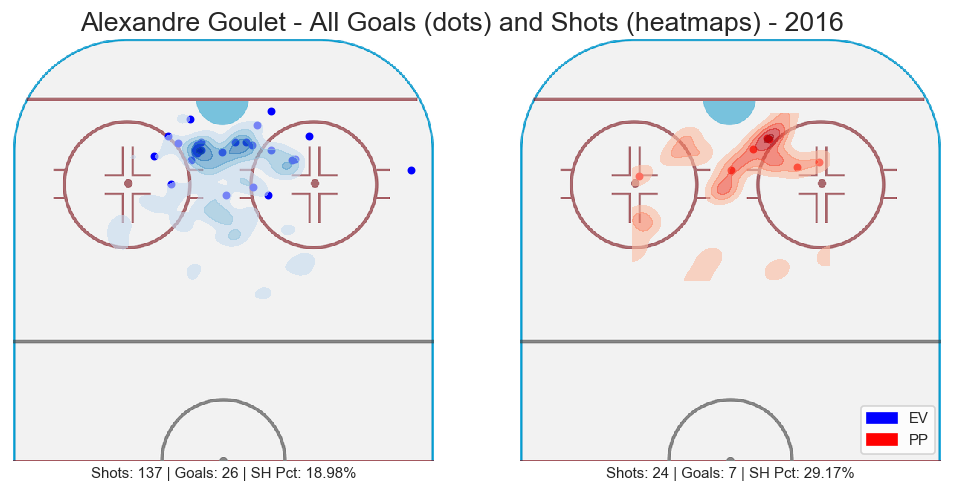 Alexandre Goulet - All Goals (dots) and Shots (heatmaps) - 2016
EV
PP
Shots: 137 | Goals: 26 | SH Pct: 18.98%
Shots: 24 | Goals: 7 | SH Pct: 29.17%